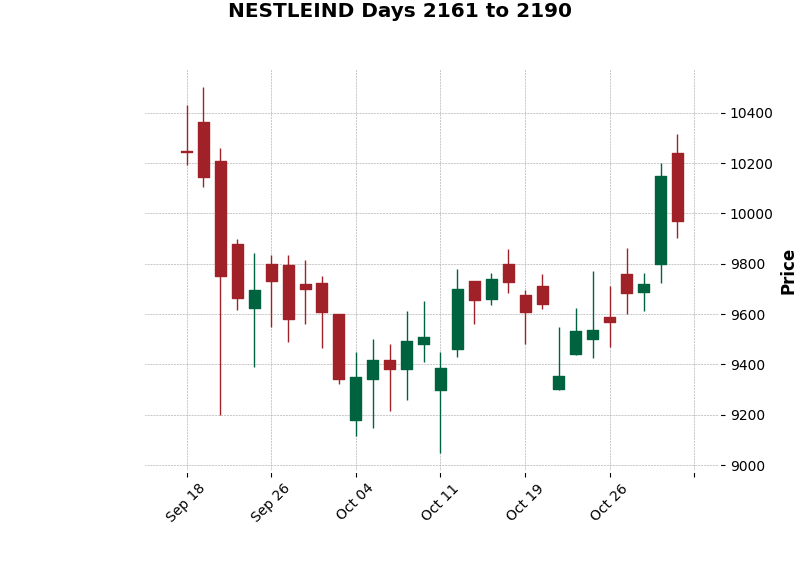 NESTLEIND Days 2161 to 2190
10400
10200
10000
9800
9600
9400
9200
9000
Price
Sep 18
Sep 26
Oct 04
Oct 11
Oct 19
Oct 26